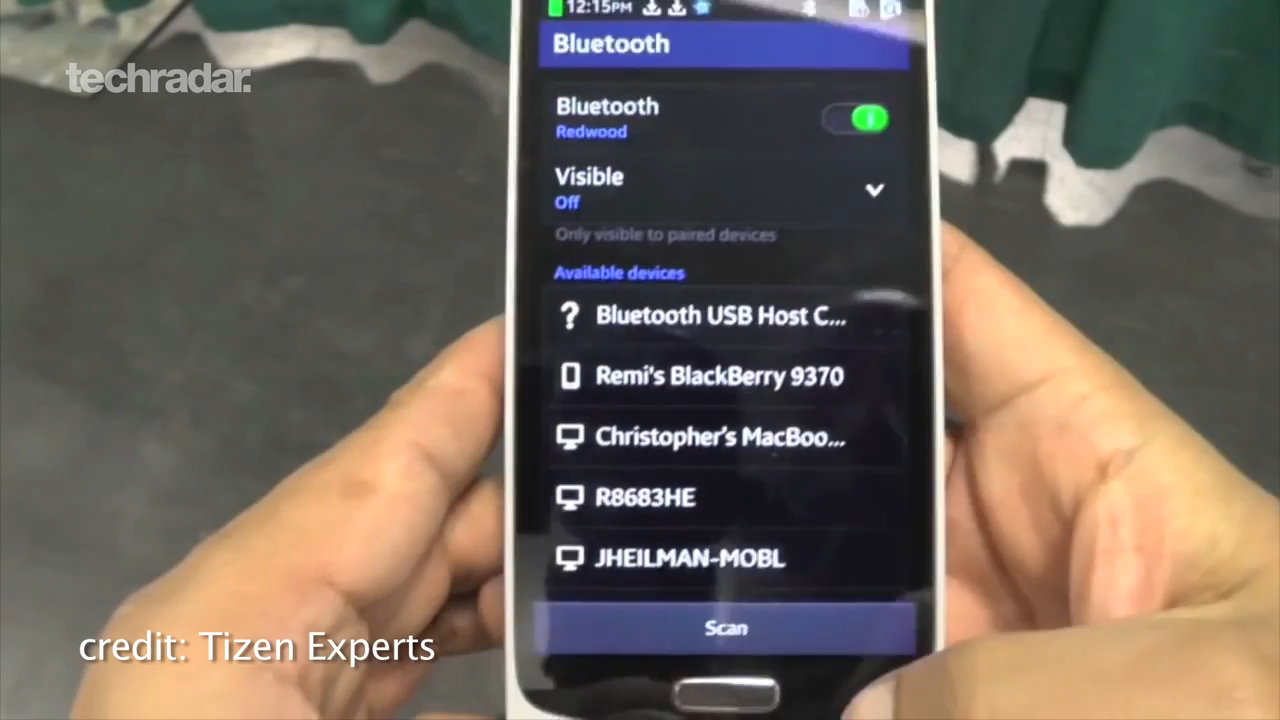 12:15PM
techradar.
Bluetooth
Bluetooth
Redwood
Visible
Off
Only visible to paired devices
Available devices
Bluetooth USB Host C...
Remi's BlackBerry 9370
Christopher's MacBoo...
R8683HE
JHEILMAN-MOBL
Scan
credit: Tizen Experts